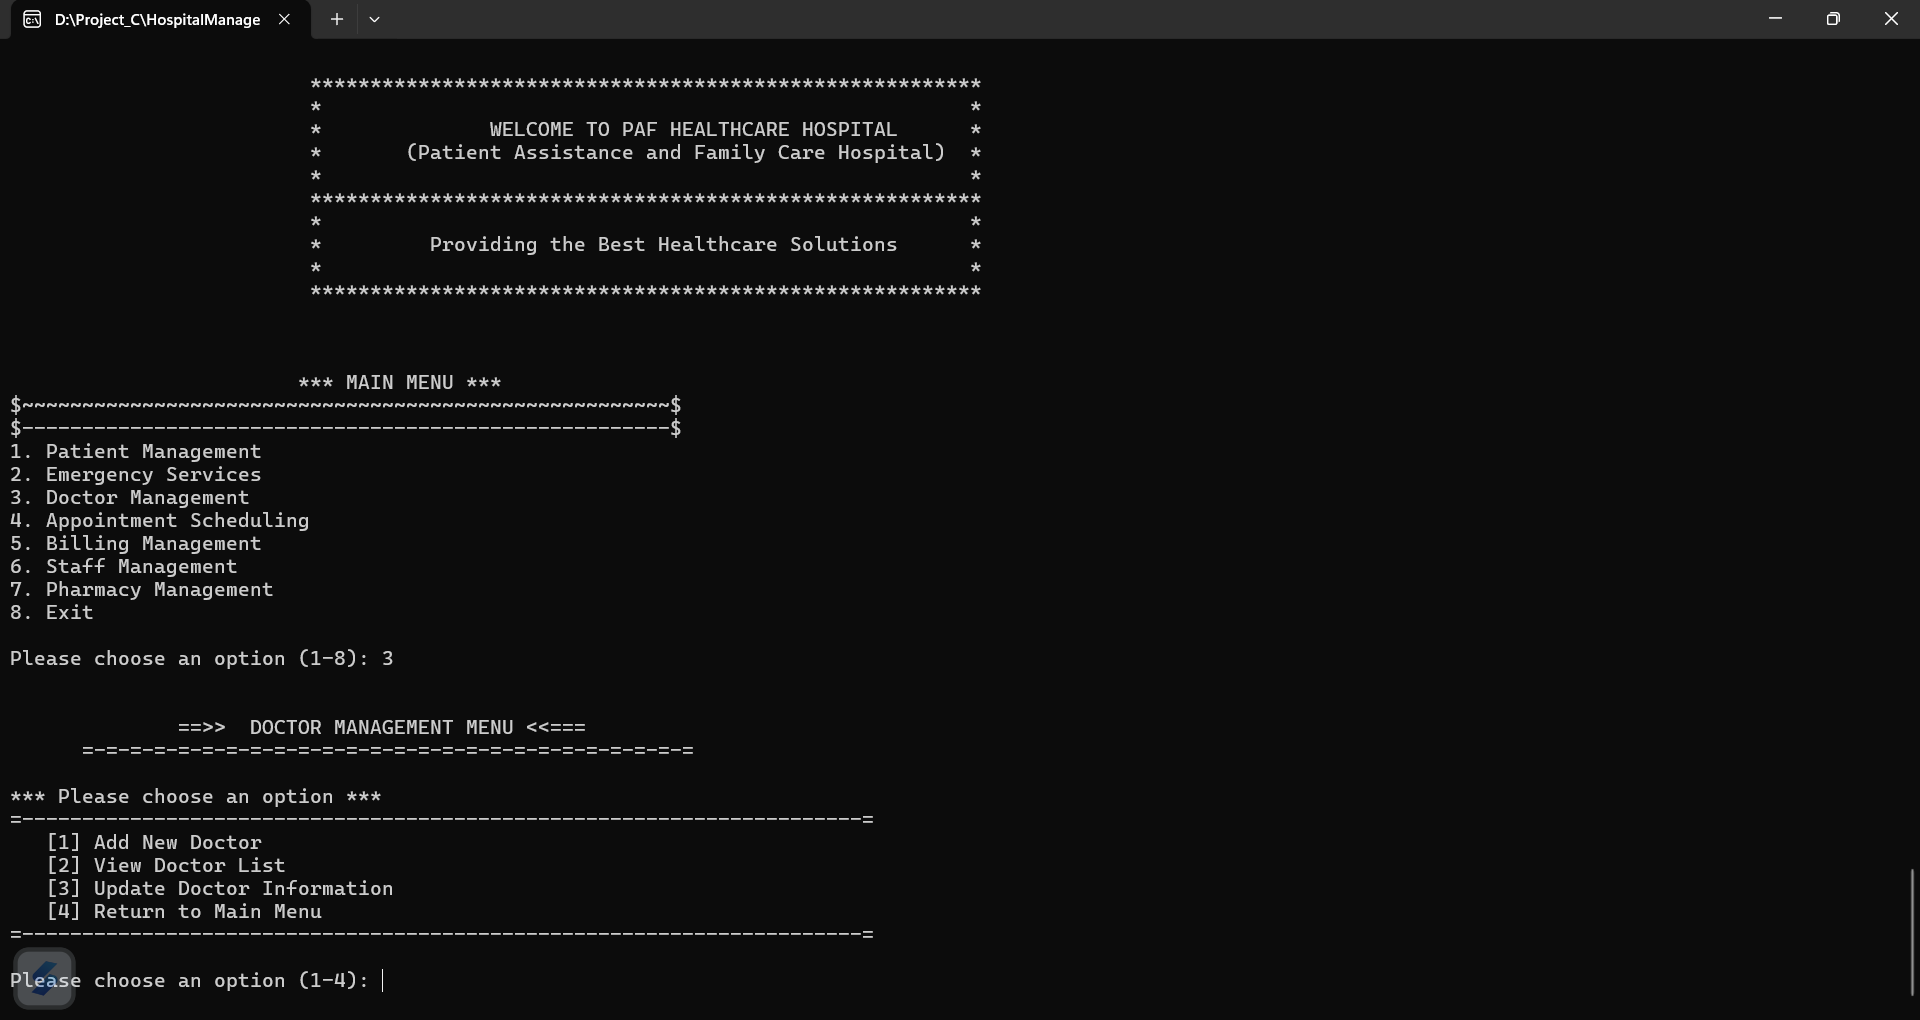 D:\Project_C\HospitalManage
********************************************************
* *
* WELCOME TO PAF HEALTHCARE HOSPITAL *
* (Patient Assistance and Family Care Hospital) *
* *
********************************************************
* *
* Providing the Best Healthcare Solutions *
* *
********************************************************
*** MAIN MENU ***
$~~~~~~~~~~~~~~~~~~~~~~~~~~~~~~~~~~~~~~~~~~~~~~~~~~~~~~$
$------------------------------------------------------$
1. Patient Management
2. Emergency Services
3. Doctor Management
4. Appointment Scheduling
5. Billing Management
6. Staff Management
7. Pharmacy Management
8. Exit
Please choose an option (1-8): 3
==>> DOCTOR MANAGEMENT MENU <<===
=-=-=-=-=-=-=-=-=-=-=-=-=-=-=-=-=-=-=-=-=-=-=-=-=-=
*** Please choose an option ***
=----------------------------------------------------------------------=
[1] Add New Doctor
[2] View Doctor List
[3] Update Doctor Information
[4] Return to Main Menu
=----------------------------------------------------------------------=
Please choose an option (1-4):